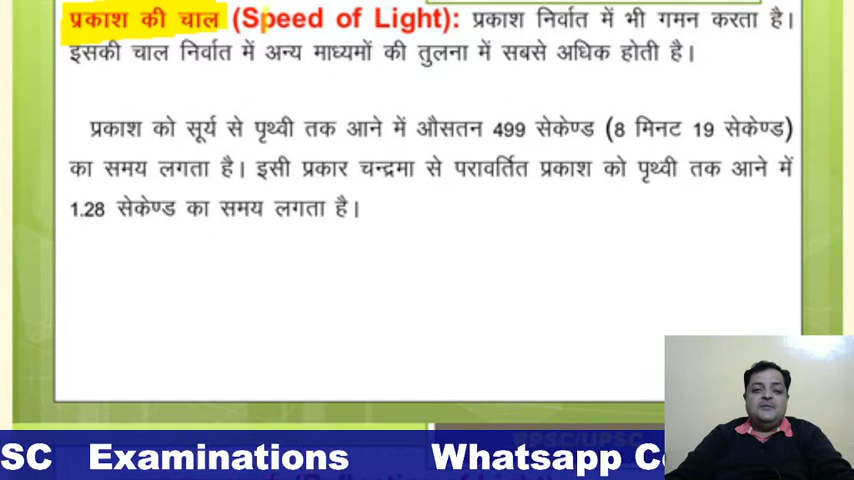 प्रकाश की चाल (Speed of Light): प्रकाश निर्वात में भी गमन करता है।
इसकी चाल निर्वात में अन्य माध्यमों की तुलना में सबसे अधिक होती है।
प्रकाश को सूर्य से पृथ्वी तक आने में औसतन 499 सेकेण्ड (8 मिनट 19 सेकेण्ड)
का समय लगता है। इसी प्रकार चन्द्रमा से परावर्तित प्रकाश को पृथ्वी तक आने में
1.28 सेकेण्ड का समय लगता है।
SC Examinations Whatsapp Co